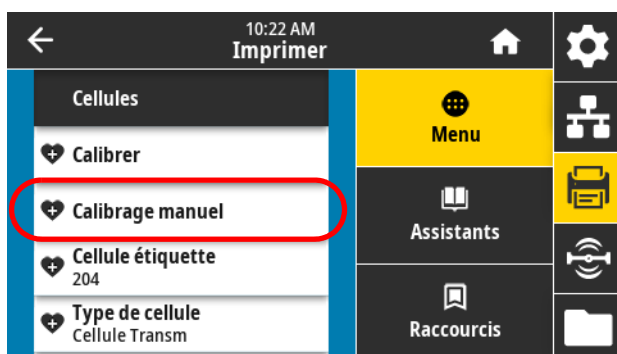 10:22 AM
Imprimer
Cellules
Calibrer
Calibrage manuel
Cellule étiquette
204
Type de cellule
Cellule Transm
Menu
Assistants
Raccourcis